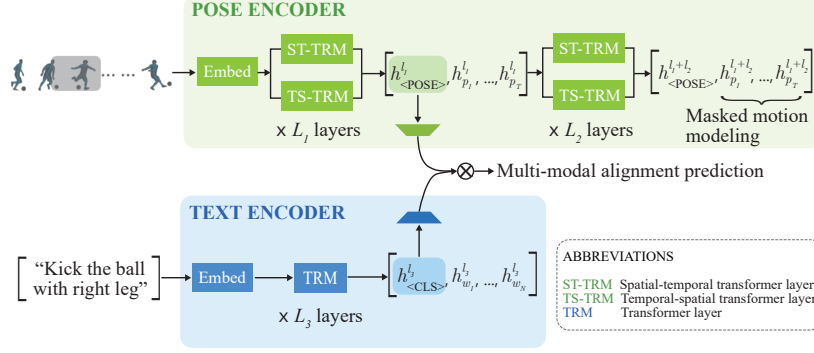 POSE ENCODER
ST-TRM
ST-TRM
Embed
TS-TRM
TS-TRM
[h^{l_1}_{<POSE>}, h^{l_1}_{p_1}, ..., h^{l_1}_{p_T}]
[h^{l_1+l_2}_{<POSE>}, h^{l_1+l_2}_{p_1}, ..., h^{l_1+l_2}_{p_T}]
x L_1 layers
x L_2 layers
Masked motion
modeling
Multi-modal alignment prediction
TEXT ENCODER
[“Kick the ball
with right leg”]
Embed
TRM
[h^{l_3}_{<CLS>}, h^{l_3}_{w_1}, ..., h^{l_3}_{w_N}]
x L_3 layers
ABBREVIATIONS
ST-TRM Spatial-temporal transformer layer
TS-TRM Temporal-spatial transformer layer
TRM Transformer layer